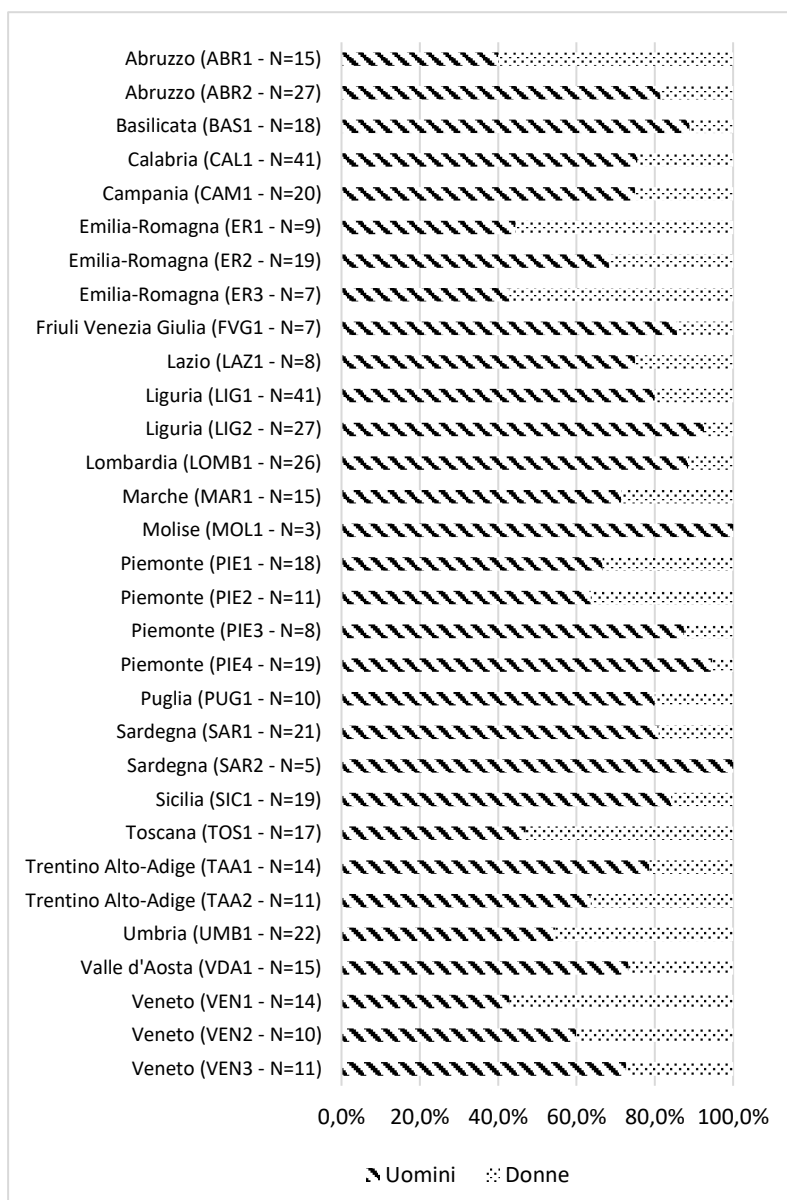 Abruzzo (ABR1 - N=15)
Abruzzo (ABR2 - N=27)
Basilicata (BAS1 - N=18)
Calabria (CAL1 - N=41)
Campania (CAM1 - N=20)
Emilia-Romagna (ER1 - N=9)
Emilia-Romagna (ER2 - N=19)
Emilia-Romagna (ER3 - N=7)
Friuli Venezia Giulia (FVG1 - N=7)
Lazio (LAZ1 - N=8)
Liguria (LIG1 - N=41)
Liguria (LIG2 - N=27)
Lombardia (LOMB1 - N=26)
Marche (MAR1 - N=15)
Molise (MOL1 - N=3)
Piemonte (PIE1 - N=18)
Piemonte (PIE2 - N=11)
Piemonte (PIE3 - N=8)
Piemonte (PIE4 - N=19)
Puglia (PUG1 - N=10)
Sardegna (SAR1 - N=21)
Sardegna (SAR2 - N=5)
Sicilia (SIC1 - N=19)
Toscana (TOS1 - N=17)
Trentino Alto-Adige (TAA1 - N=14)
Trentino Alto-Adige (TAA2 - N=11)
Umbria (UMB1 - N=22)
Valle d'Aosta (VDA1 - N=15)
Veneto (VEN1 - N=14)
Veneto (VEN2 - N=10)
Veneto (VEN3 - N=11)
0,0% 20,0% 40,0% 60,0% 80,0% 100,0%
Uomini Donne